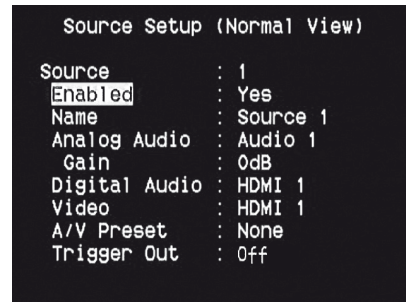 Source Setup (Normal View)
Source : 1
Enabled : Yes
Name : Source 1
Analog Audio : Audio 1
Gain : 0dB
Digital Audio : HDMI 1
Video : HDMI 1
A/V Preset : None
Trigger Out : Off